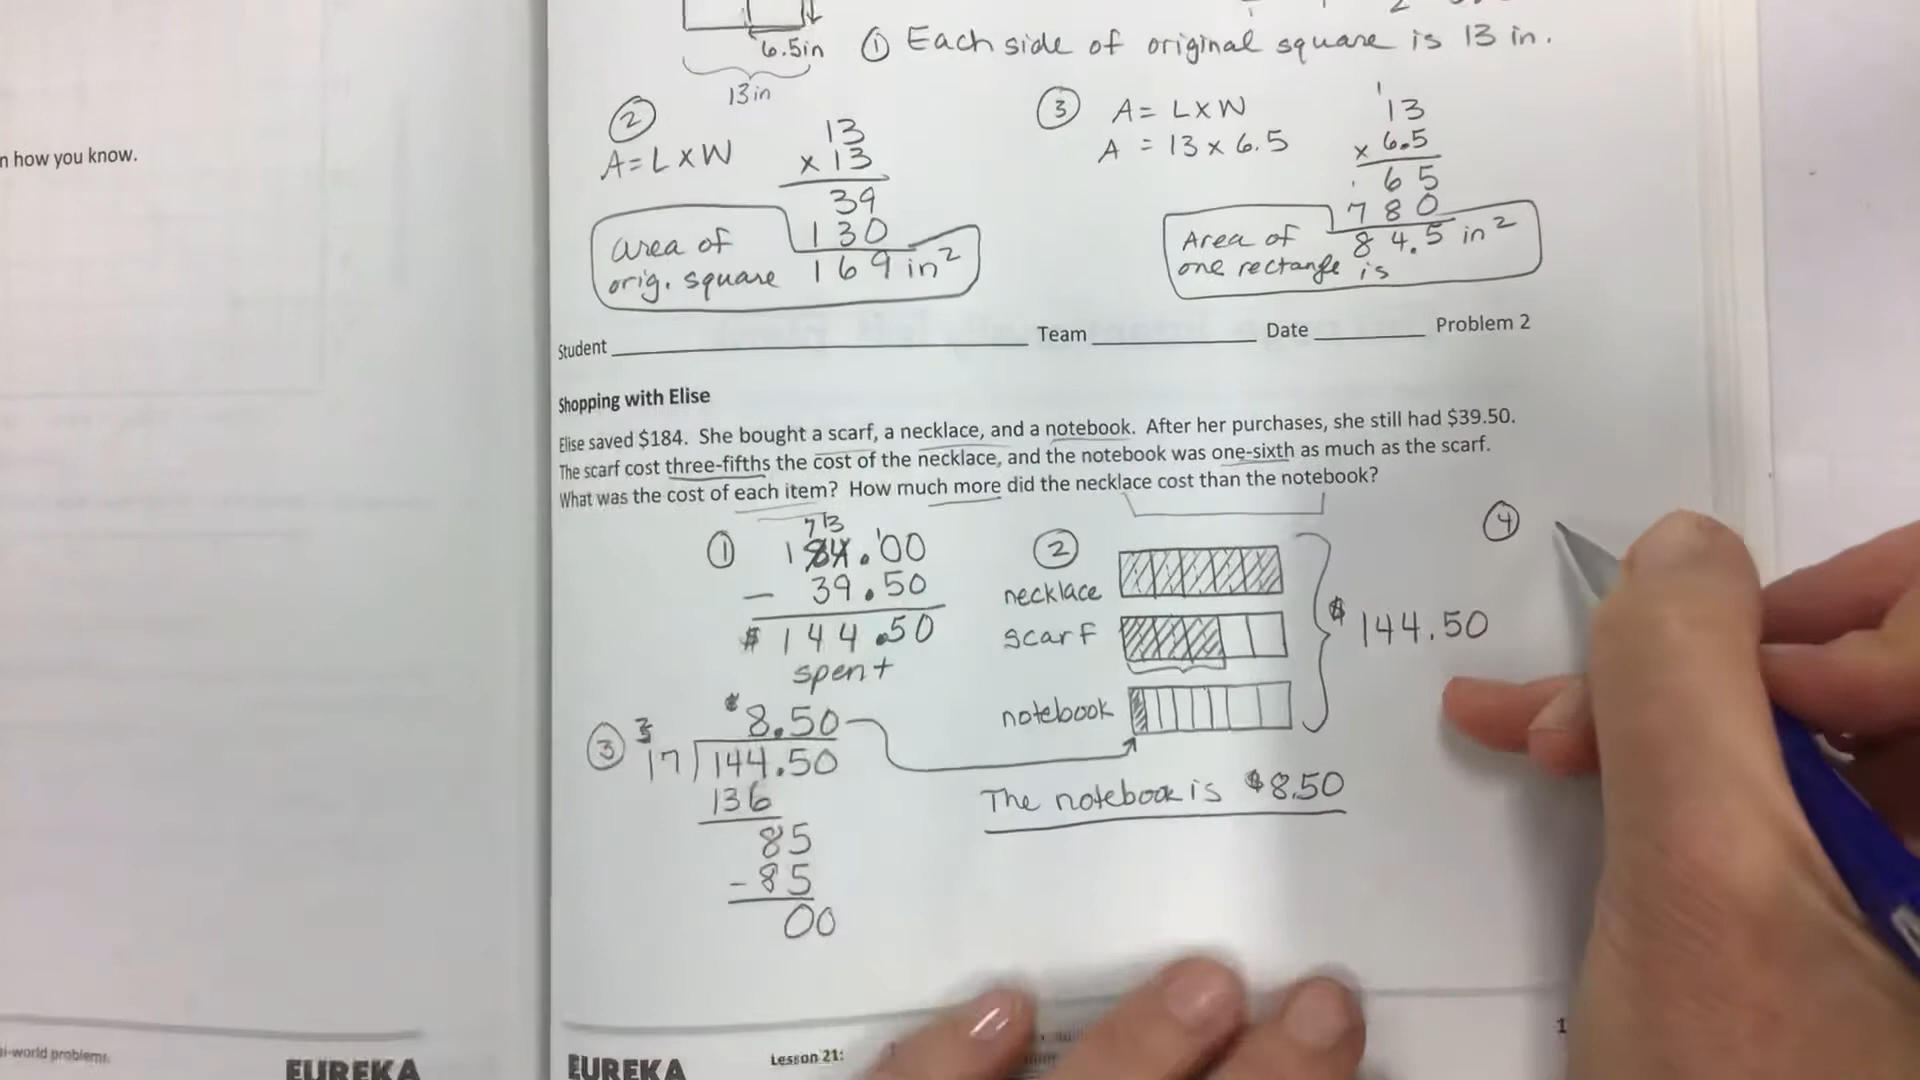 6.5in
① Each side of original square is 13 in.
13in
②
A = L x W
13
x 13
39
130
169 in²
area of
orig. square
③ A = L x W
A = 13 x 6.5
1
13
x 6.5
65
780
84.5 in²
Area of
one rectangle is
n how you know.
Student Team Date Problem 2
Shopping with Elise
Elise saved $184. She bought a scarf, a necklace, and a notebook. After her purchases, she still had $39.50.
The scarf cost three-fifths the cost of the necklace, and the notebook was one-sixth as much as the scarf.
What was the cost of each item? How much more did the necklace cost than the notebook?
①
7 13
184.00
- 39.50
$ 144.50
spent
②
necklace
scarf
notebook
$ 144.50
④
③
$ 8.50
17 144.50
136
85
- 85
00
The notebook is $8.50
1
al-world problems.
EUREKA
EUREKA
Lesson 21: